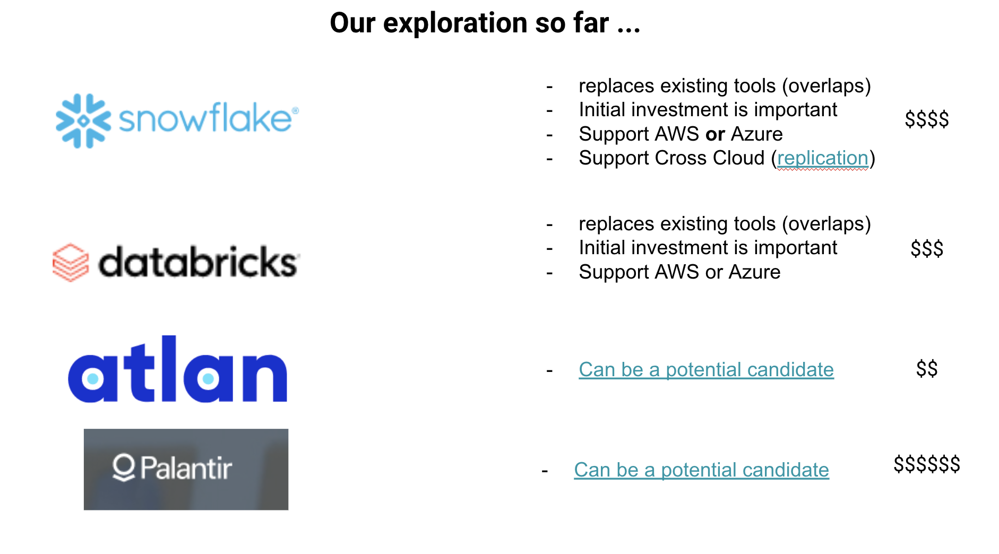 Our exploration so far ...
snowflake®
- replaces existing tools (overlaps)
- Initial investment is important
- Support AWS or Azure
- Support Cross Cloud (replication)
$$$$
databricks
- replaces existing tools (overlaps)
- Initial investment is important
- Support AWS or Azure
$$$
atlan
- Can be a potential candidate
$$
Palantir
- Can be a potential candidate
$$$$$$